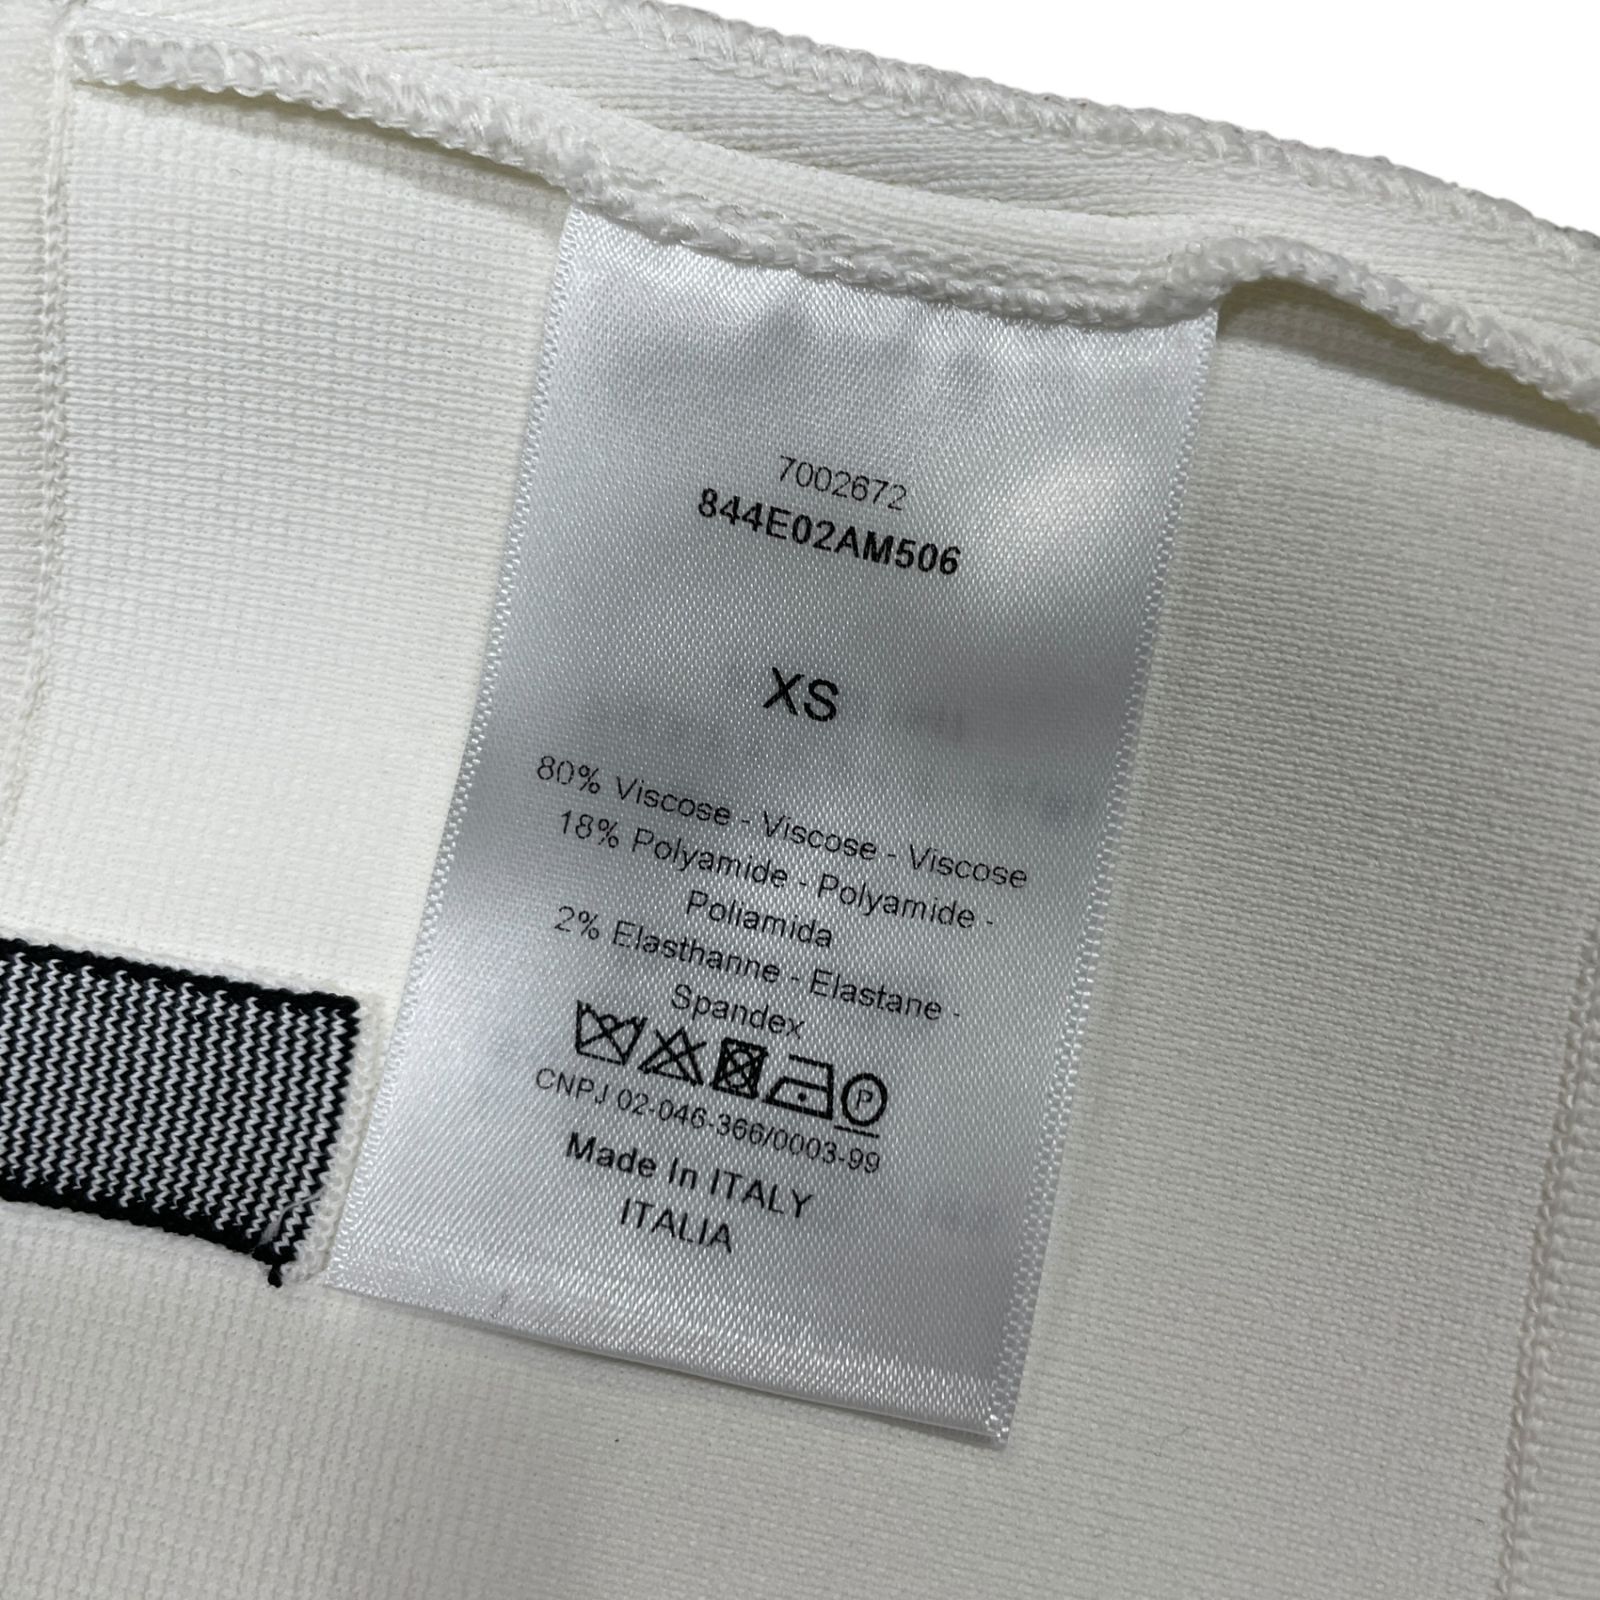 7002672
844E02AM506
XS
80% Viscose - Viscose - Viscose
18% Polyamide - Polyamide -
Poliamida
2% Elasthanne - Elastane -
Spandex
P
CNPJ 02-046-366/0003-99
Made In ITALY
ITALIA